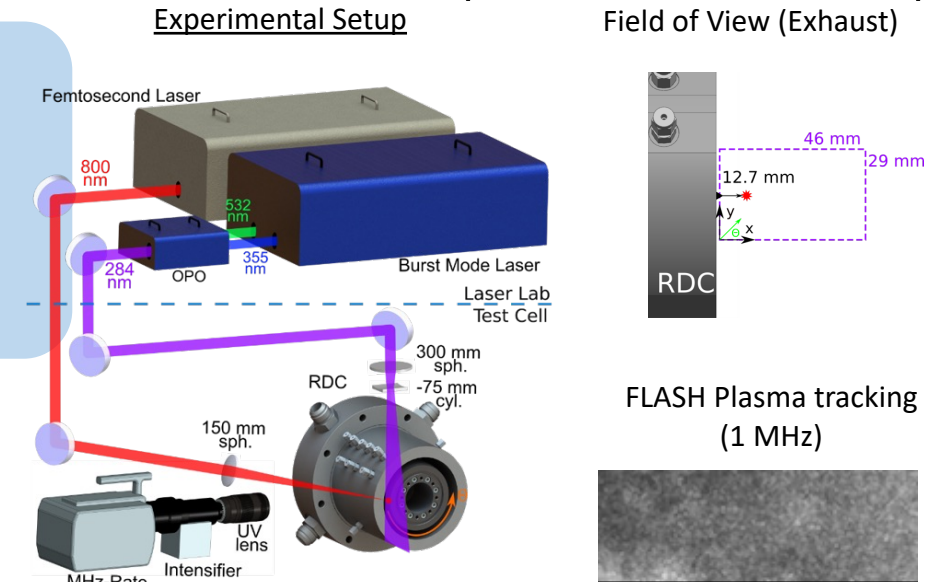 Experimental Setup
Field of View (Exhaust)
Femtosecond Laser
800
nm
532
nm
355
nm
284
nm
OPO
Burst Mode Laser
Laser Lab
Test Cell
300 mm
sph.
-75 mm
cyl.
RDC
150 mm
sph.
UV
lens
Intensifier
MHz-Rate
46 mm
29 mm
12.7 mm
y
θ
x
RDC
FLASH Plasma tracking
(1 MHz)